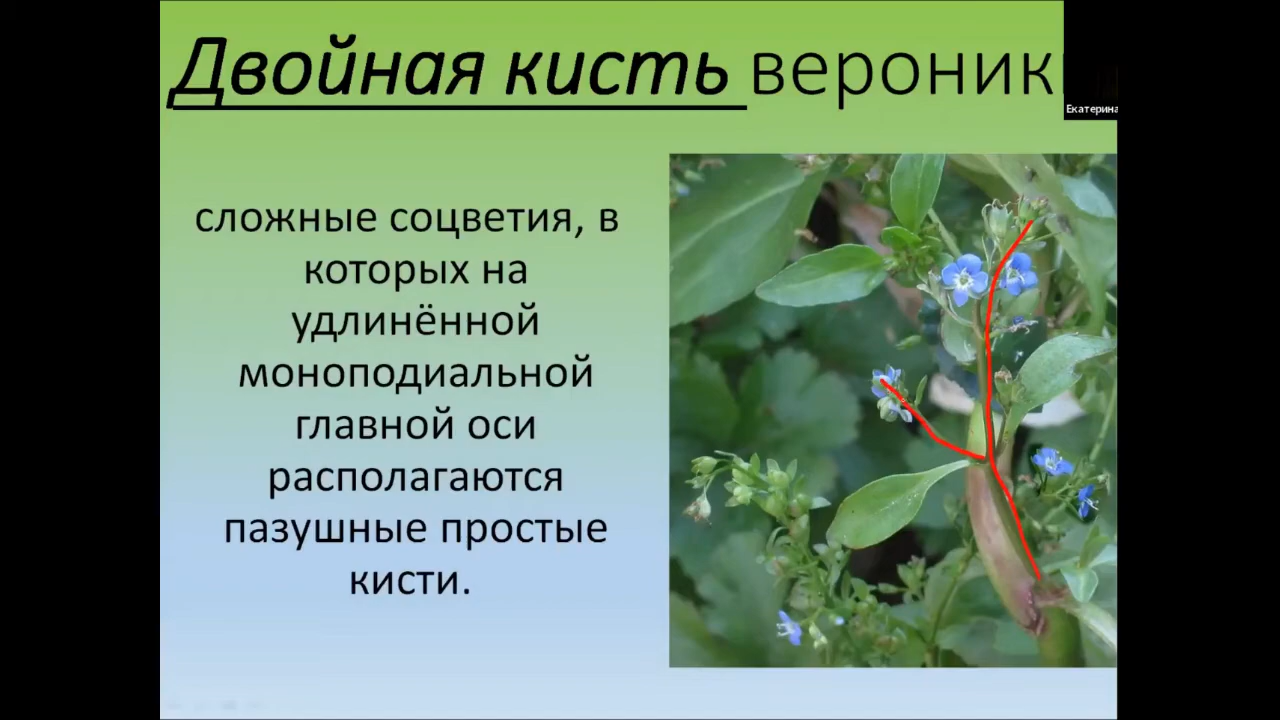 Двойная кисть вероник
Екатерина
сложные соцветия, в
которых на
удлинённой
моноподиальной
главной оси
располагаются
пазушные простые
кисти.